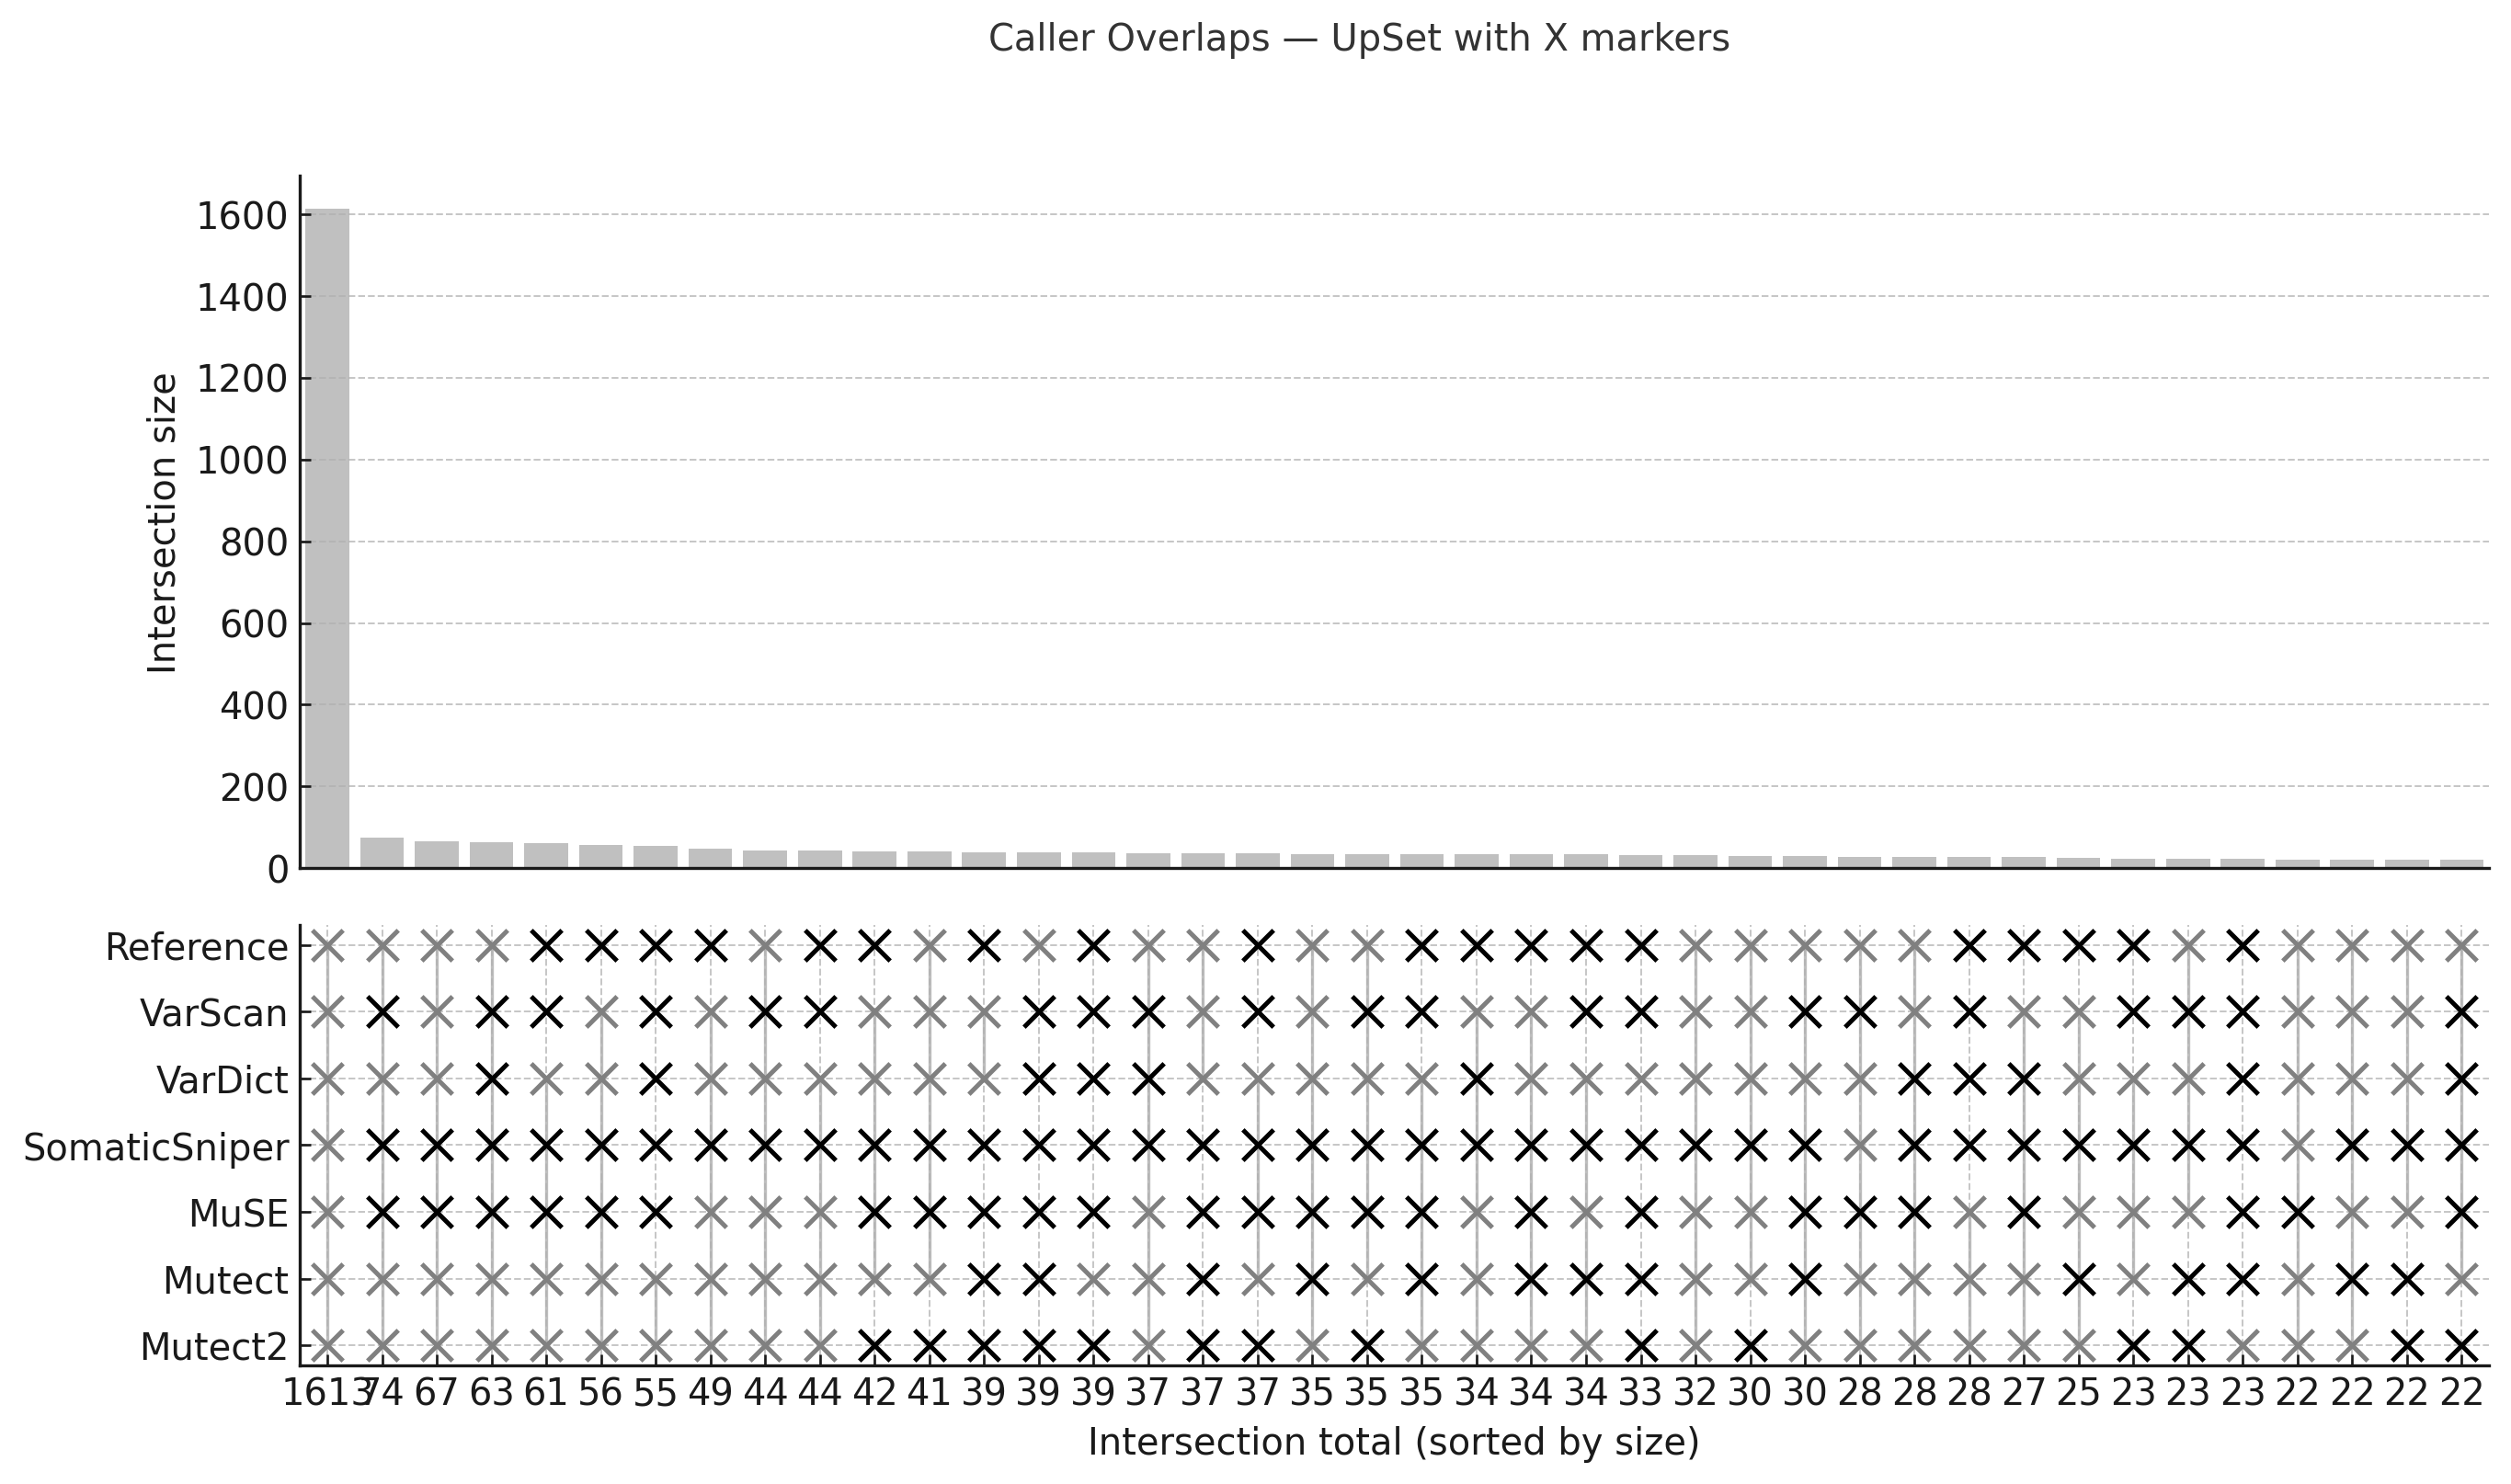 Caller Overlaps — UpSet with X markers
1600
1400
1200
1000
800
600
400
200
0
Intersection size
Reference
VarScan
VarDict
SomaticSniper
MuSE
Mutect
Mutect2
1613 74 67 63 61 56 55 49 44 44 42 41 39 39 39 37 37 37 35 35 35 34 34 34 33 32 30 30 28 28 28 27 25 23 23 23 22 22 22 22
Intersection total (sorted by size)